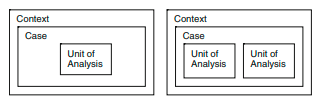 Context
Case
Unit of
Analysis
Context
Case
Unit of
Analysis
Unit of
Analysis